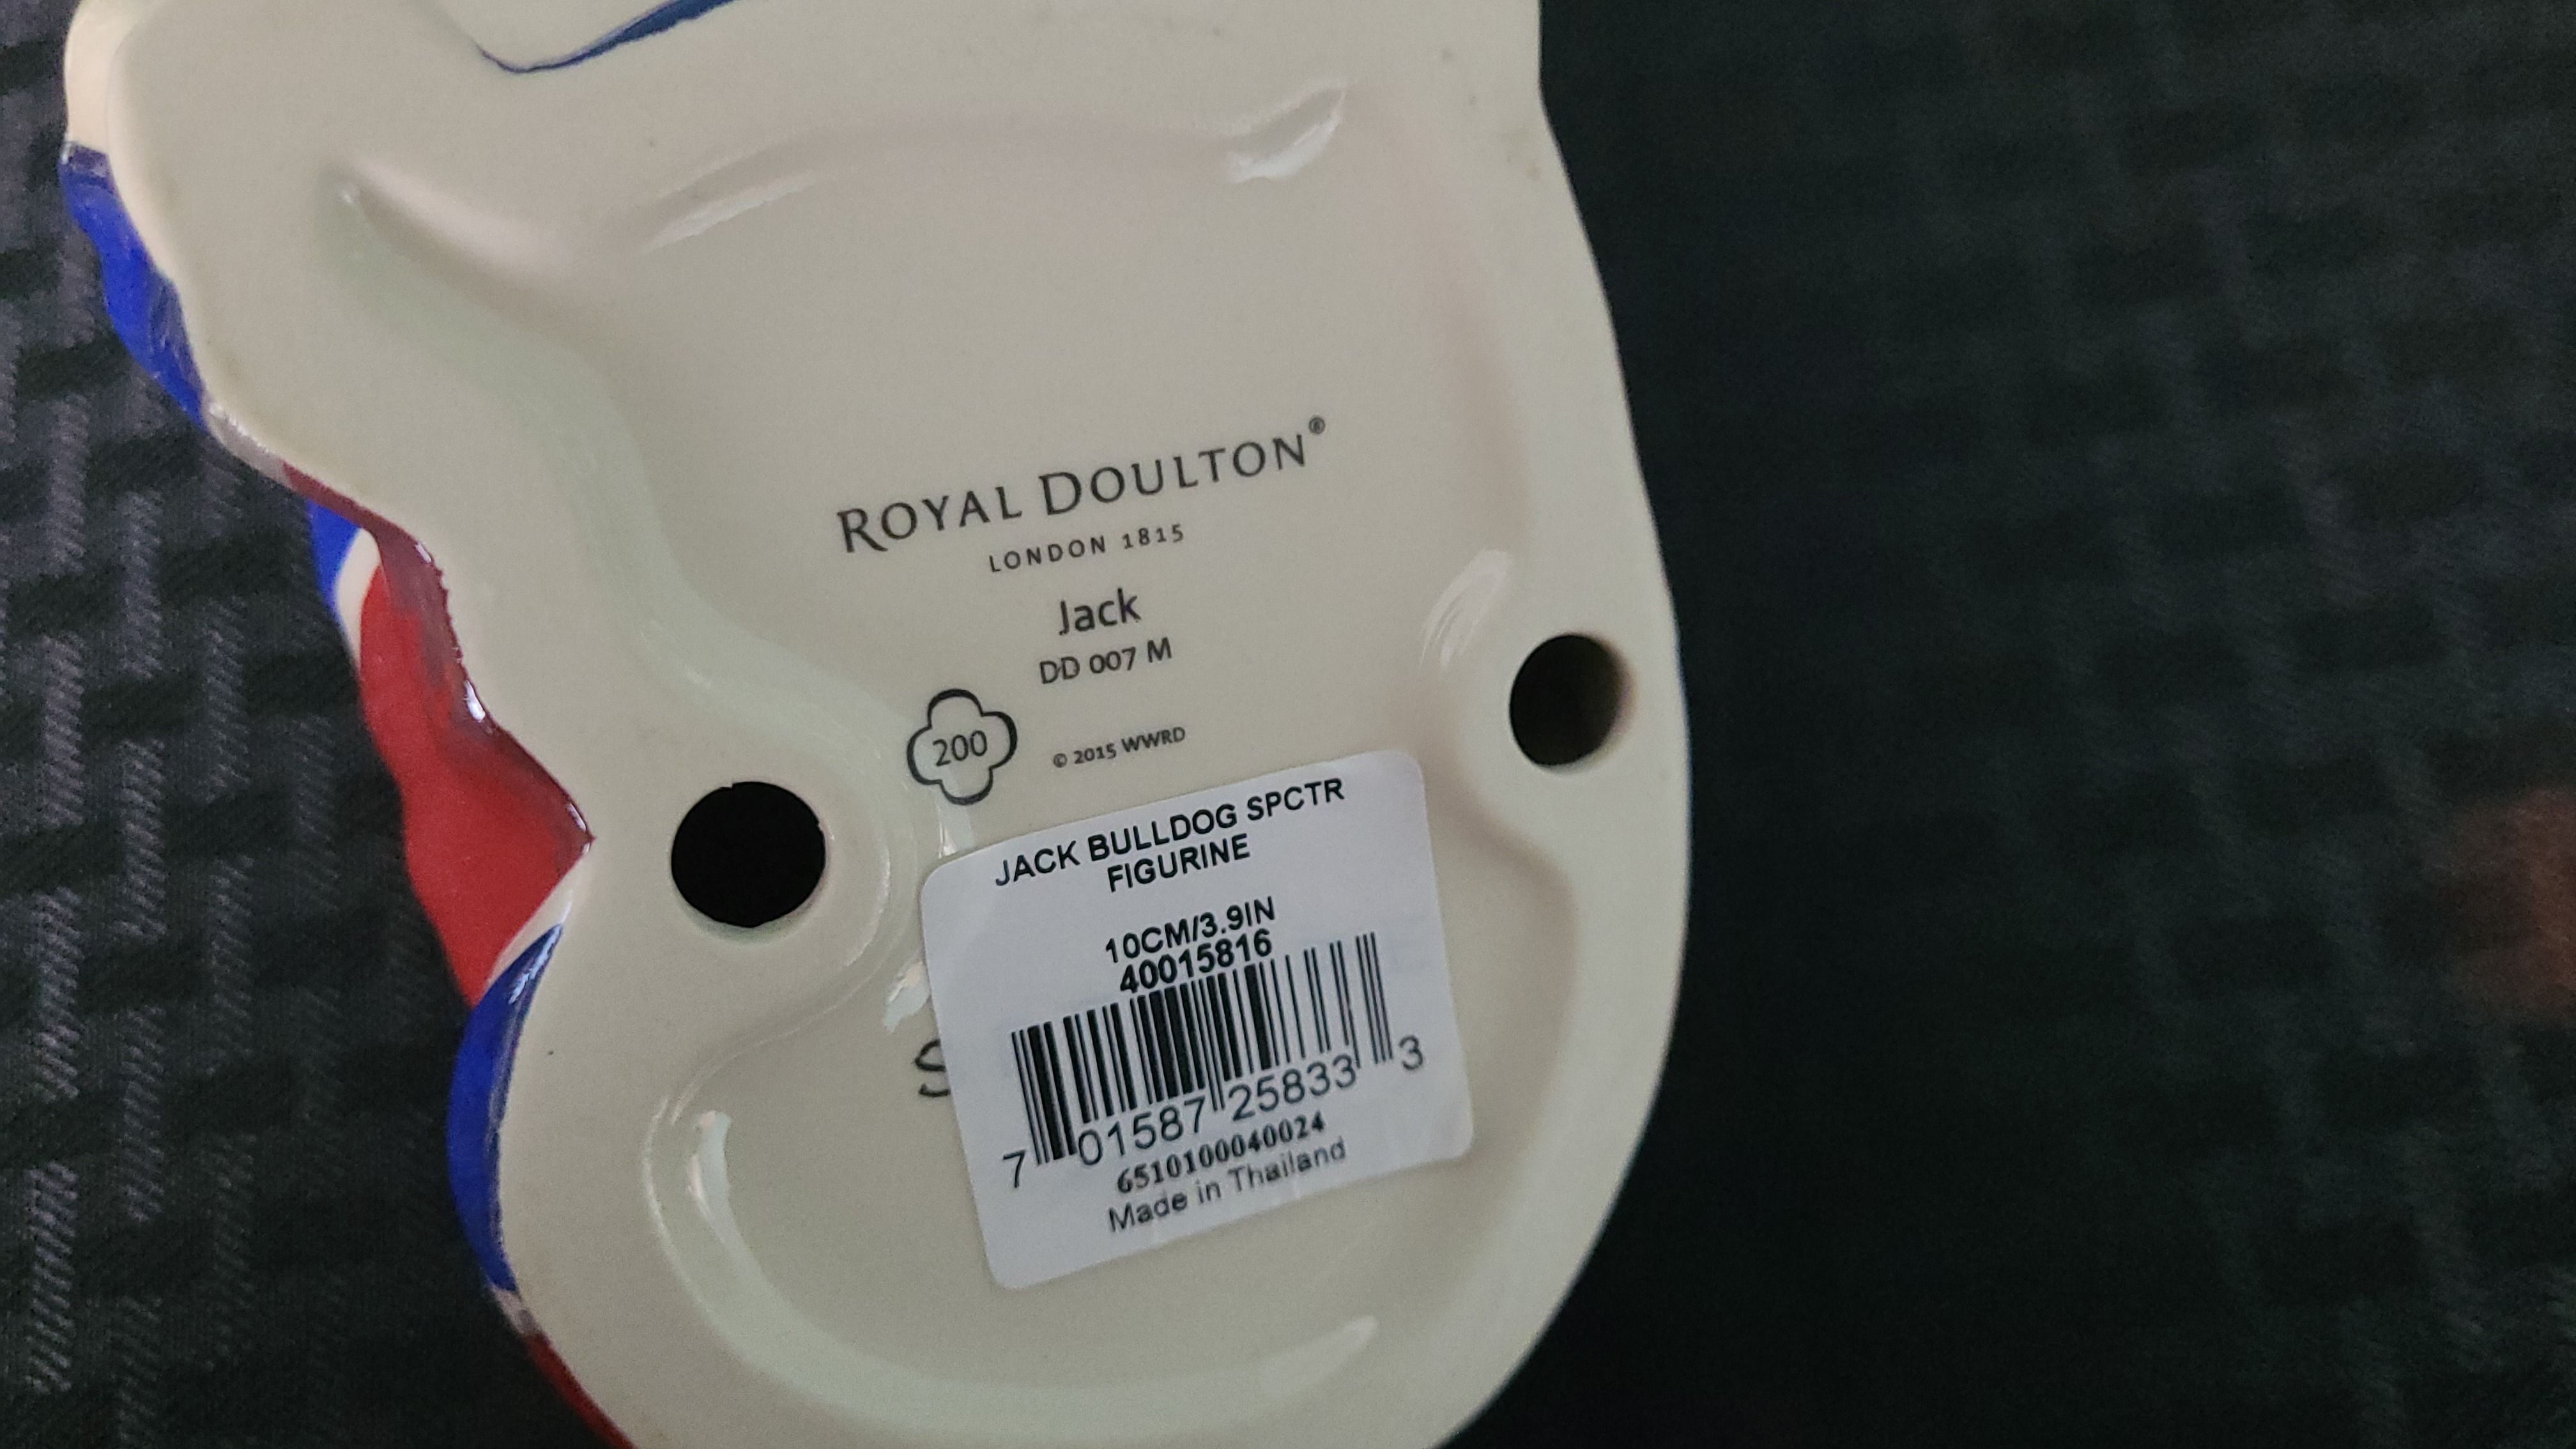 ROYAL DOULTON®
LONDON 1815
Jack
DD 007 M
200
© 2015 WWRD
JACK BULLDOG SPCTR
FIGURINE
10CM/3.9IN
40015816
7 01587 25833 3
6510100040024
Made in Thailand